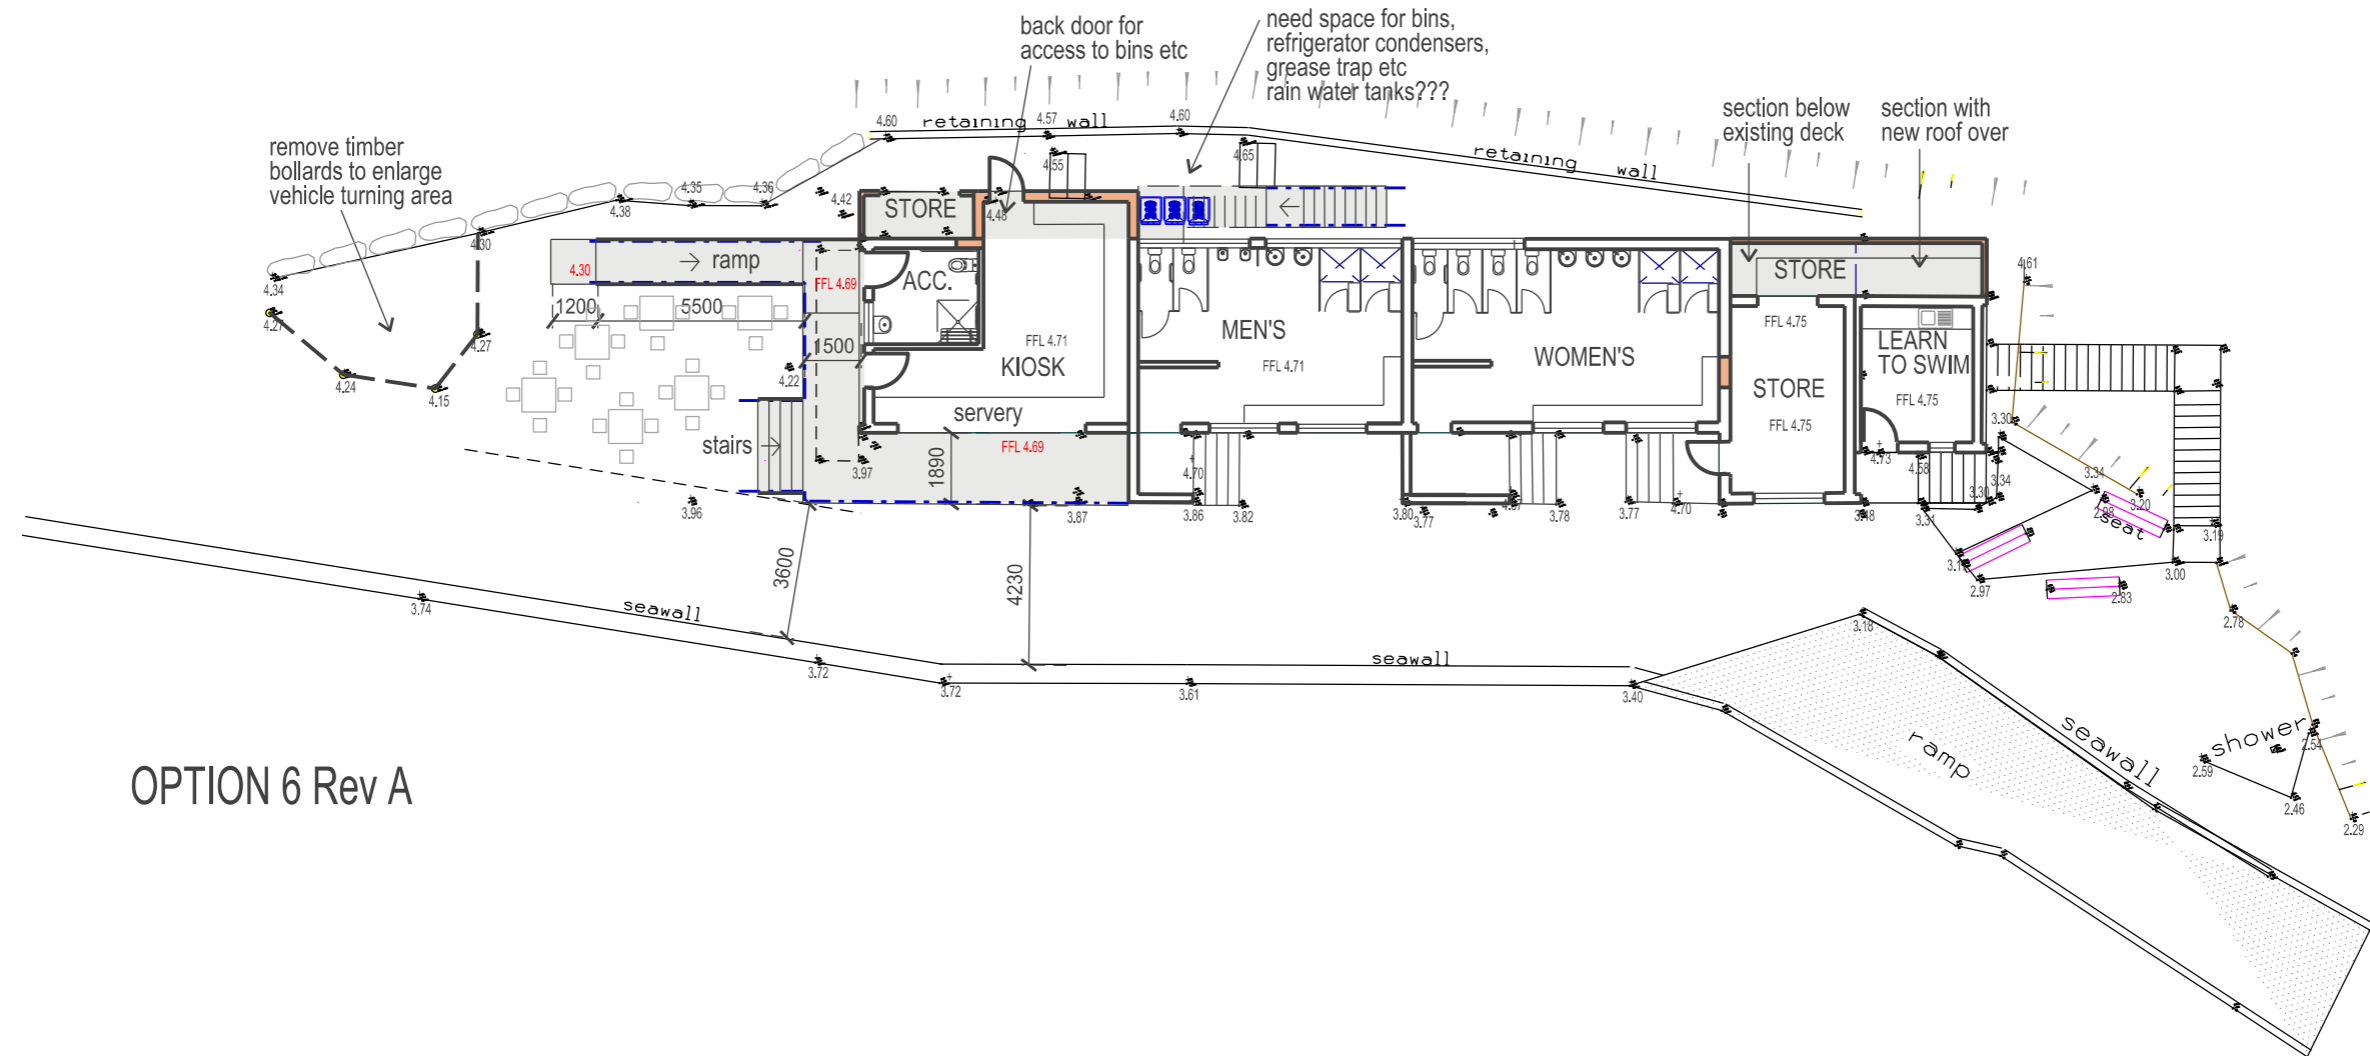 back door for
access to bins etc
need space for bins,
refrigerator condensers,
grease trap etc
rain water tanks???
section below
existing deck
section with
new roof over
remove timber
bollards to enlarge
vehicle turning area
4.60
retaining wall
4.57
4.60
4.55
4.65
retaining wall
4.35
4.36
4.38
4.42
4.30
4.34
4.27
4.24
4.15
4.27
STORE
4.48
4.30
ramp
FFL 4.69
ACC.
1200
5500
1500
4.22
FFL 4.71
KIOSK
servery
MEN'S
FFL 4.71
WOMEN'S
STORE
FFL 4.75
STORE
FFL 4.75
LEARN
TO SWIM
FFL 4.75
4.61
stairs
3.97
1890
FFL 4.69
4.70
3.96
3.87
3.86
3.82
3.80
3.77
3.78
3.77
4.70
4.73
4.58
3.34
3.30
3.48
3.31
3.30
3.34
3.20
2.98
seat
3.19
3.00
2.97
2.83
2.78
3600
4230
seawall
3.74
3.72
3.72
seawall
3.61
3.40
3.18
ramp
seawall
shower
2.54
2.59
2.46
2.29
OPTION 6 Rev A